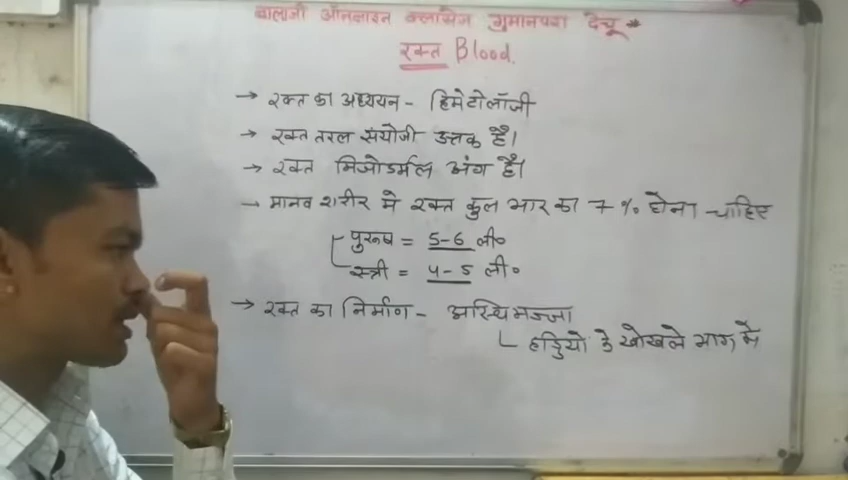 बालाजी ऑनलाइन क्लासेज गुमानपुरा देचू *
रक्त Blood.
→ रक्त का अध्ययन - हिमेटोलॉजी
→ रक्त तरल संयोजी उत्तक है।
→ रक्त मिजोडर्मल अंग है।
→ मानव शरीर मे रक्त कुल भार का 7% होना चाहिए
पुरूष = 5-6 ली०
स्त्री = 4-5 ली०
→ रक्त का निर्माण - अस्थिमज्जा
हड्डियो के खोखले भाग मे